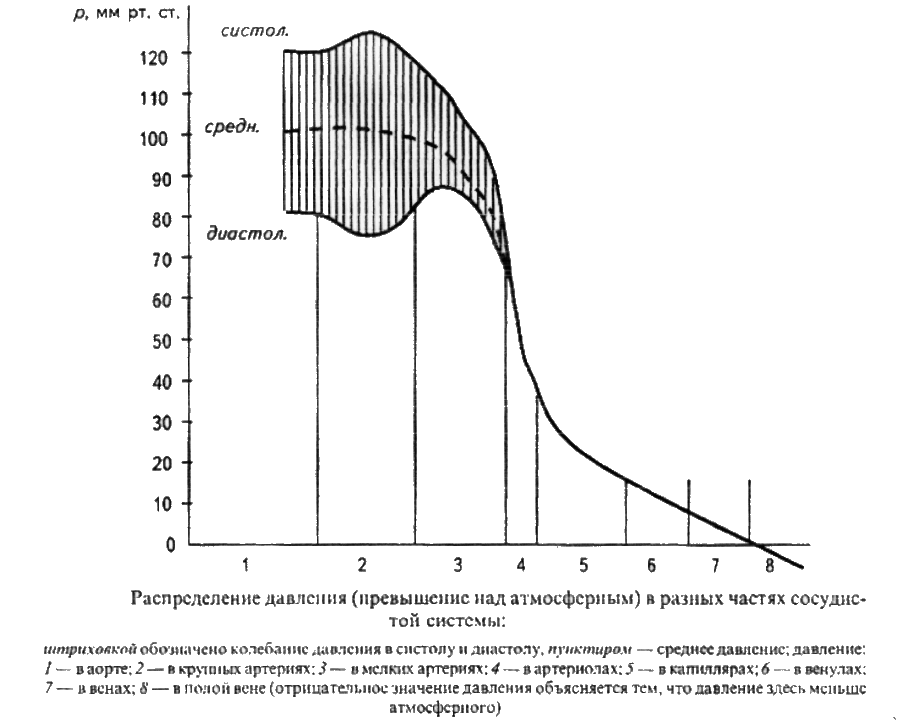 р, мм рт. ст.
систол.
120
110
100
средн.
90
80
диастол.
70
60
50
40
30
20
10
0
1 2 3 4 5 6 7 8
Распределение давления (превышение над атмосферным) в разных частях сосудис-
той системы:
штриховкой обозначено колебание давления в систолу и диастолу, пунктиром — среднее давление; давление:
1 — в аорте; 2 — в крупных артериях; 3 — в мелких артериях; 4 — в артериолах; 5 — в капиллярах; 6 — в венулах;
7 — в венах; 8 — в полой вене (отрицательное значение давления объясняется тем, что давление здесь меньше
атмосферного)